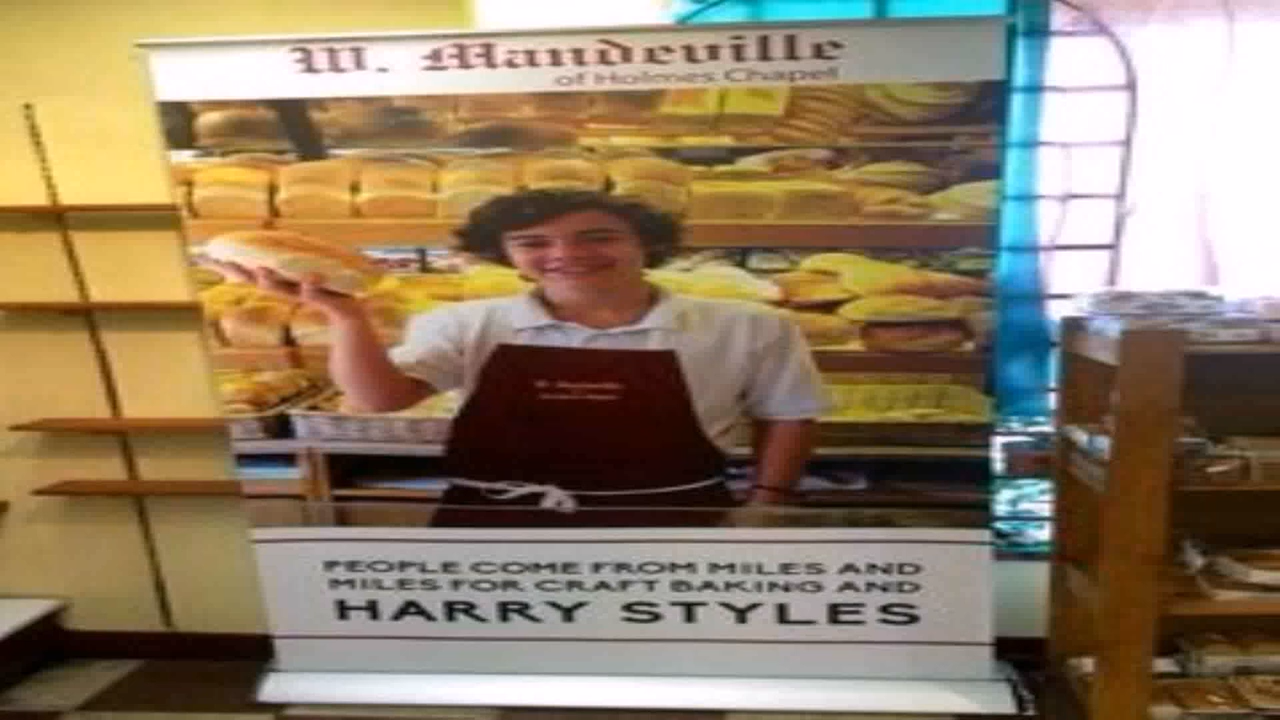 W. Mandeville
of Holmes Chapel
PEOPLE COME FROM MILES AND
MILES FOR CRAFT BAKING AND
HARRY STYLES